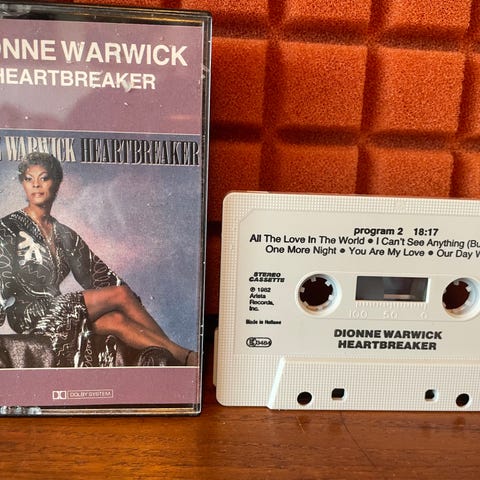 IONNE WARWICK
HEARTBREAKER
WARWICK HEARTBREAKER
DOLBY SYSTEM
program 2 18:17
All The Love In The World • I Can't See Anything (Bu
One More Night • You Are My Love • Our Day W
STEREO
CASSETTE
℗ 1982
Arista
Records,
Inc.
Made in Holland
100 50 0
DIONNE WARWICK
HEARTBREAKER